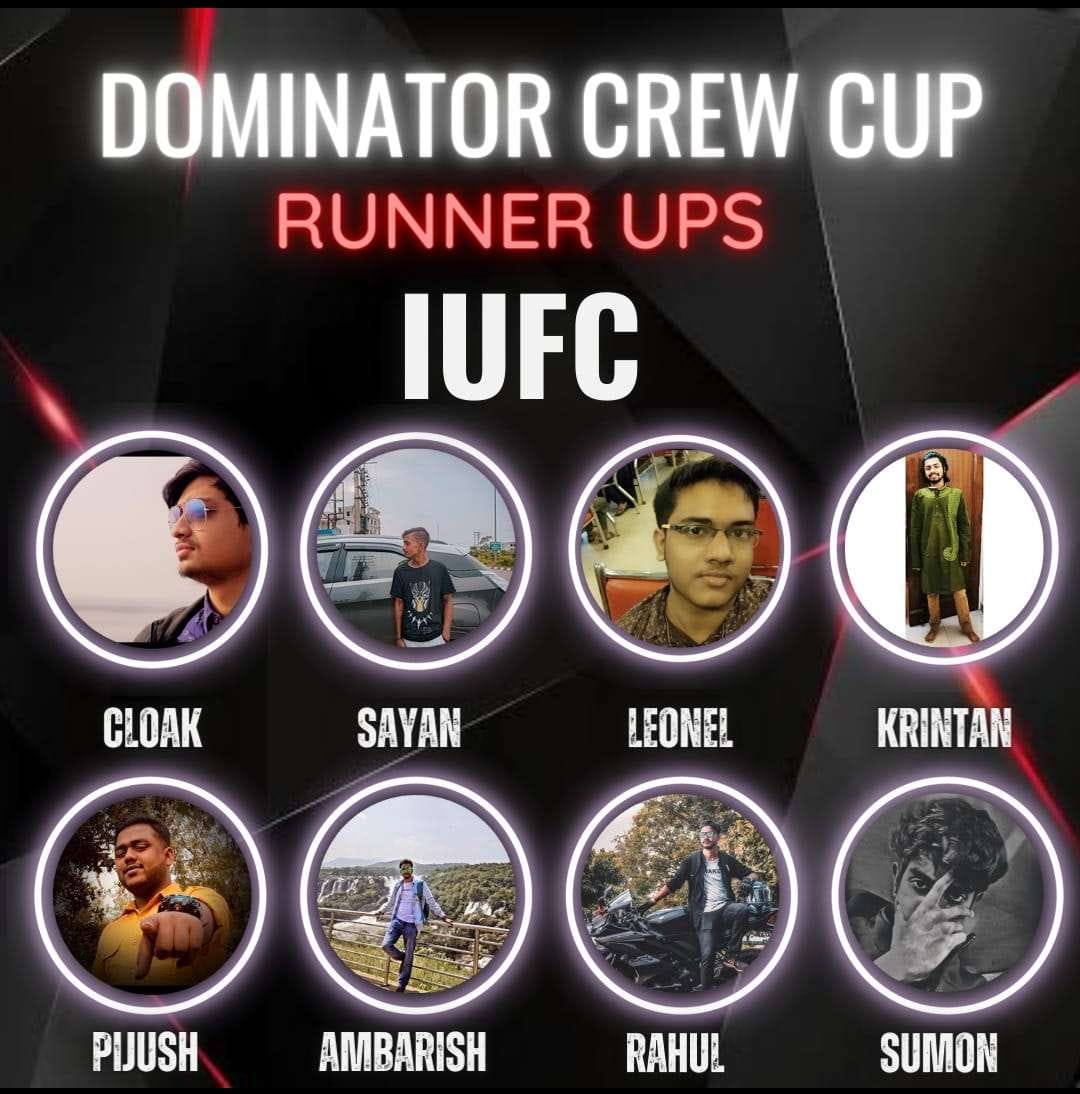 DOMINATOR CREW CUP
RUNNER UPS
IUFC
CLOAK SAYAN LEONEL KRINTAN
PIJUSH AMBARISH RAHUL SUMON